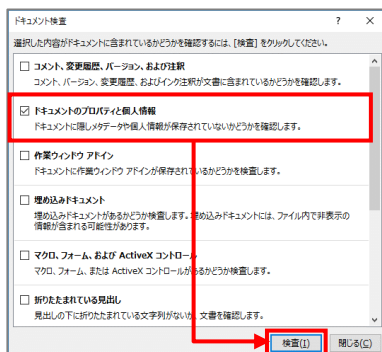 ドキュメント検査 ? ×
選択した内容がドキュメントに含まれているかどうかを確認するには、[検査] をクリックしてください。
コメント、変更履歴、バージョン、および注釈
コメント、バージョン、変更履歴、およびインク注釈が文書に含まれているかどうかを検査します。
ドキュメントのプロパティと個人情報
ドキュメントに隠しメタデータや個人情報が保存されていないかどうかを確認します。
作業ウィンドウ アドイン
ドキュメントに作業ウィンドウ アドインが保存されているかどうかを検査します。
埋め込みドキュメント
埋め込みドキュメントがあるかどうか検査します。埋め込みドキュメントには、ファイル内で非表示の
情報が含まれる可能性があります。
マクロ、フォーム、および ActiveX コントロール
マクロ、フォーム、または ActiveX コントロールがあるかどうか検査します。
折りたたまれている見出し
見出しの下に折りたたまれている文字列がないか、文書を確認します。
検査(I) 閉じる(C)